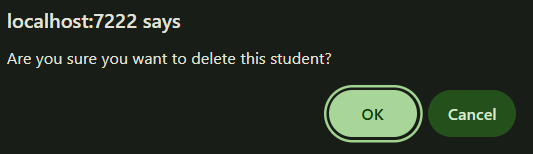 localhost:7222 says
Are you sure you want to delete this student?
OK Cancel